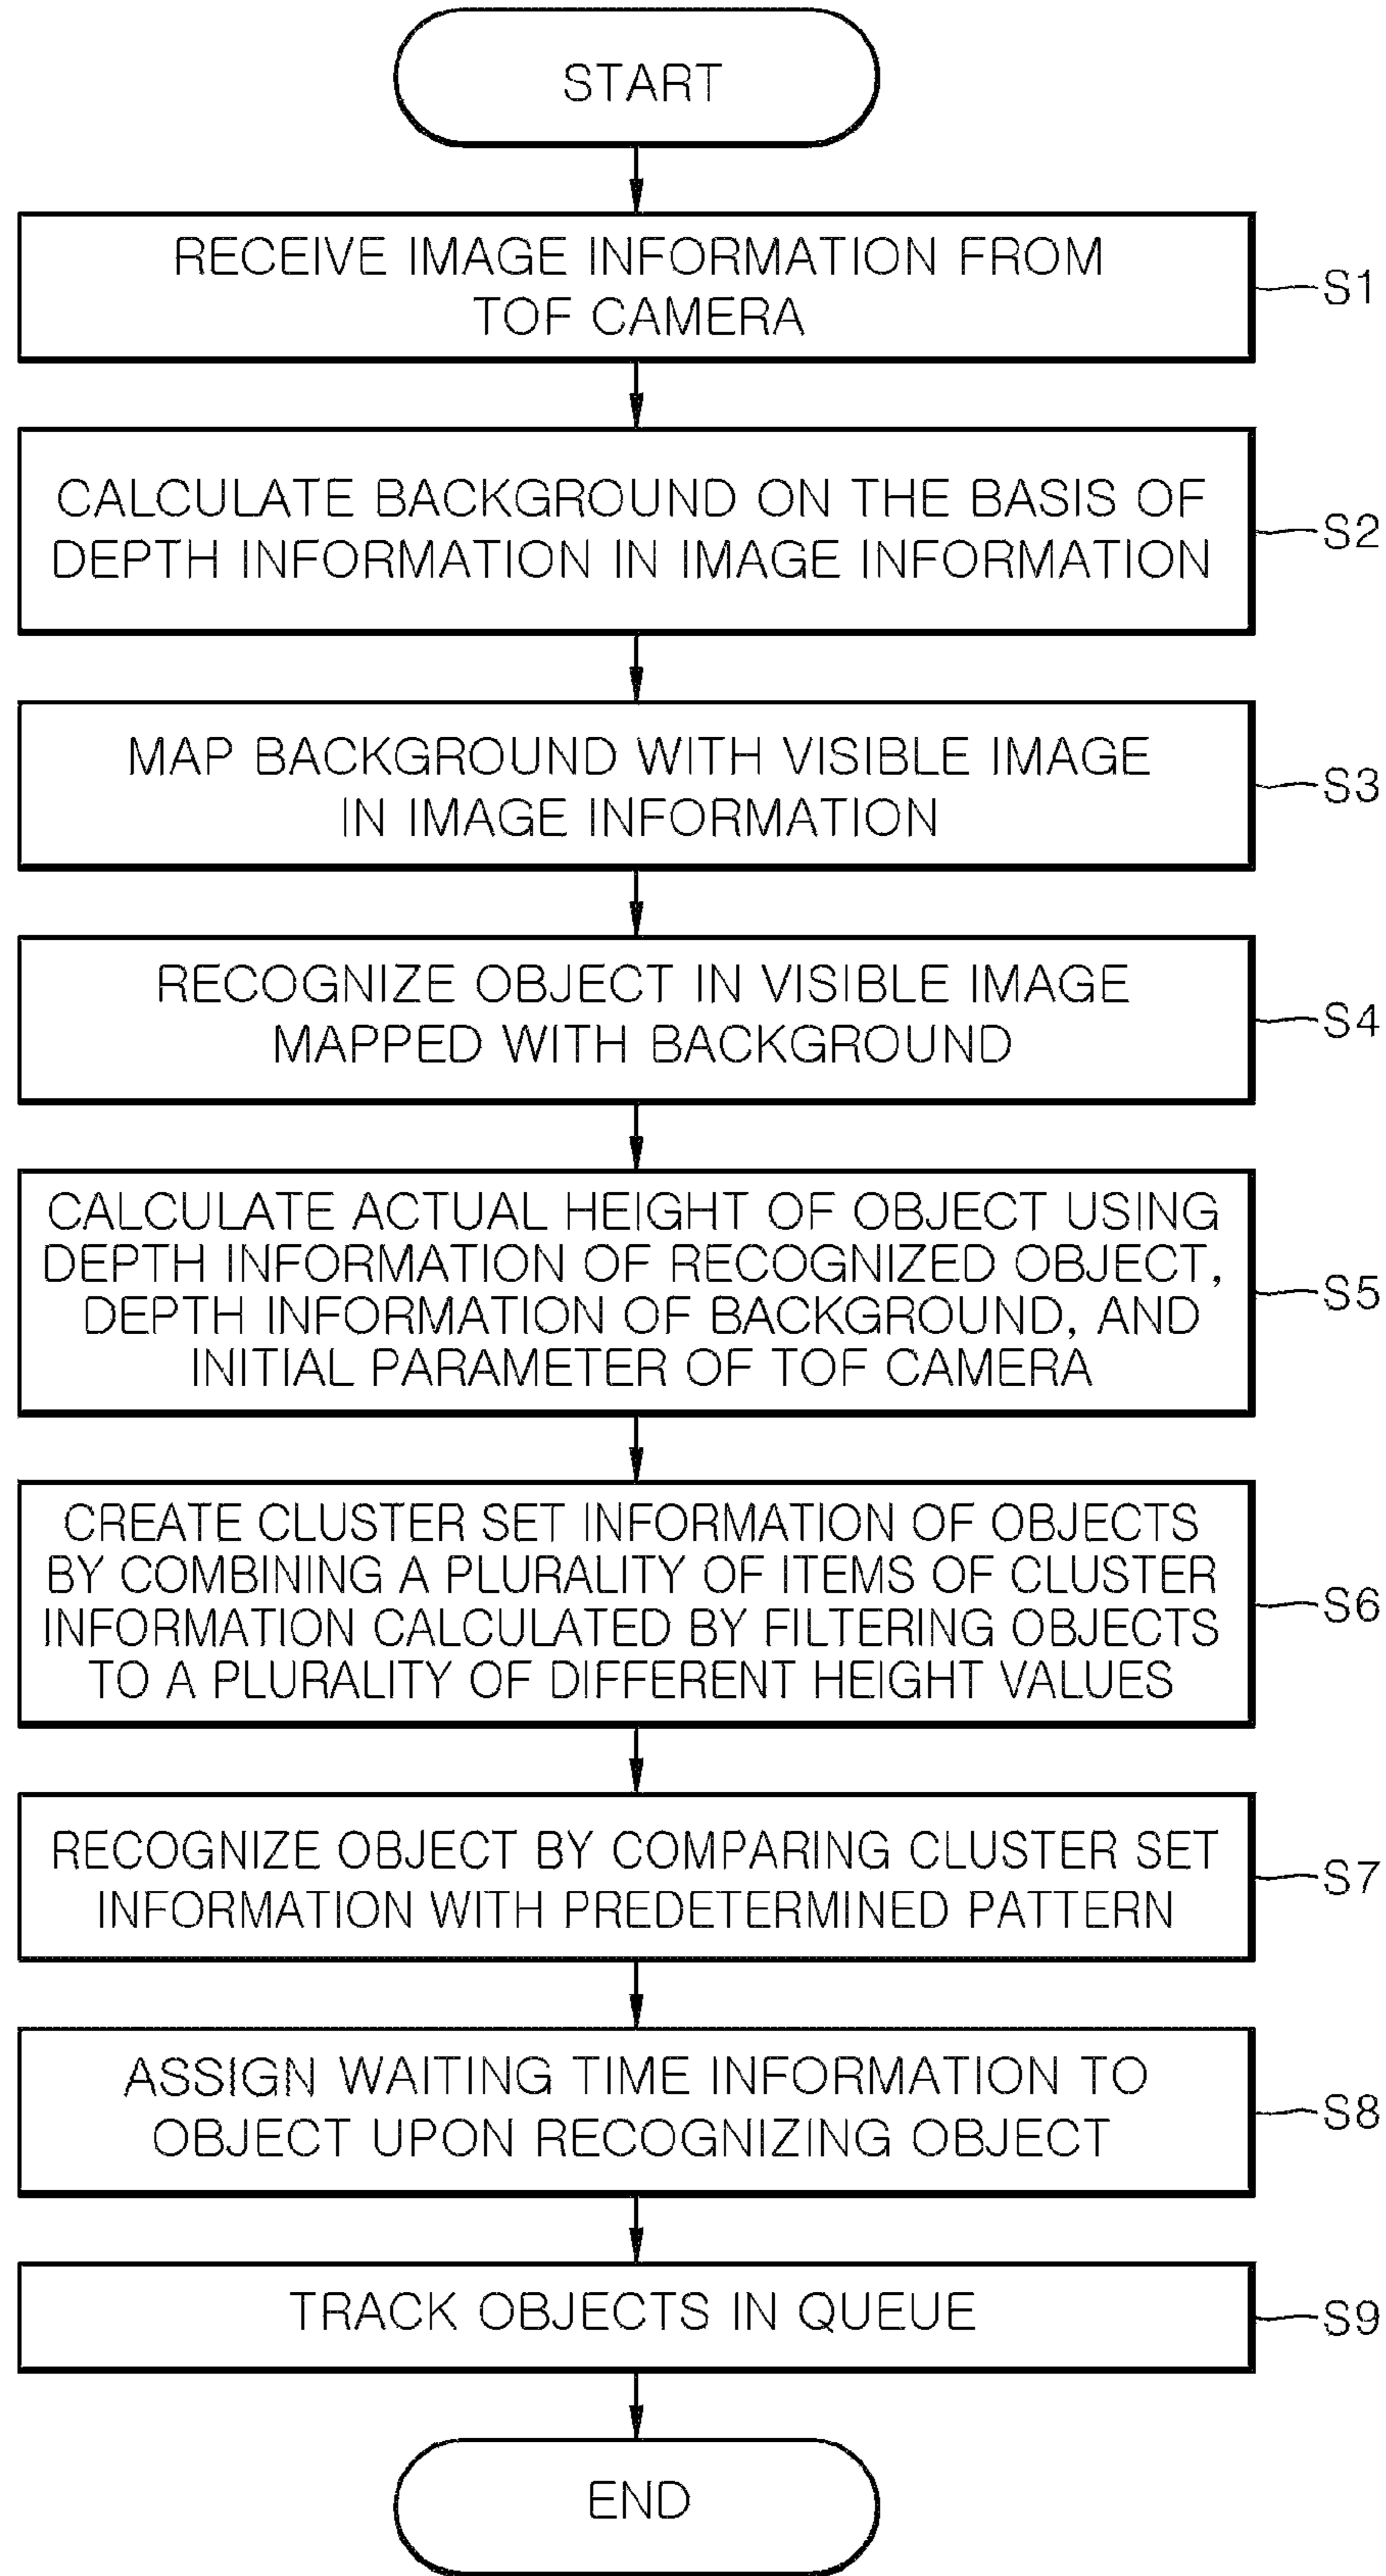 START
RECEIVE IMAGE INFORMATION FROM
TOF CAMERA
S1
CALCULATE BACKGROUND ON THE BASIS OF
DEPTH INFORMATION IN IMAGE INFORMATION
S2
MAP BACKGROUND WITH VISIBLE IMAGE
IN IMAGE INFORMATION
S3
RECOGNIZE OBJECT IN VISIBLE IMAGE
MAPPED WITH BACKGROUND
S4
CALCULATE ACTUAL HEIGHT OF OBJECT USING
DEPTH INFORMATION OF RECOGNIZED OBJECT,
DEPTH INFORMATION OF BACKGROUND, AND
INITIAL PARAMETER OF TOF CAMERA
S5
CREATE CLUSTER SET INFORMATION OF OBJECTS
BY COMBINING A PLURALITY OF ITEMS OF CLUSTER
INFORMATION CALCULATED BY FILTERING OBJECTS
TO A PLURALITY OF DIFFERENT HEIGHT VALUES
S6
RECOGNIZE OBJECT BY COMPARING CLUSTER SET
INFORMATION WITH PREDETERMINED PATTERN
S7
ASSIGN WAITING TIME INFORMATION TO
OBJECT UPON RECOGNIZING OBJECT
S8
TRACK OBJECTS IN QUEUE
S9
END